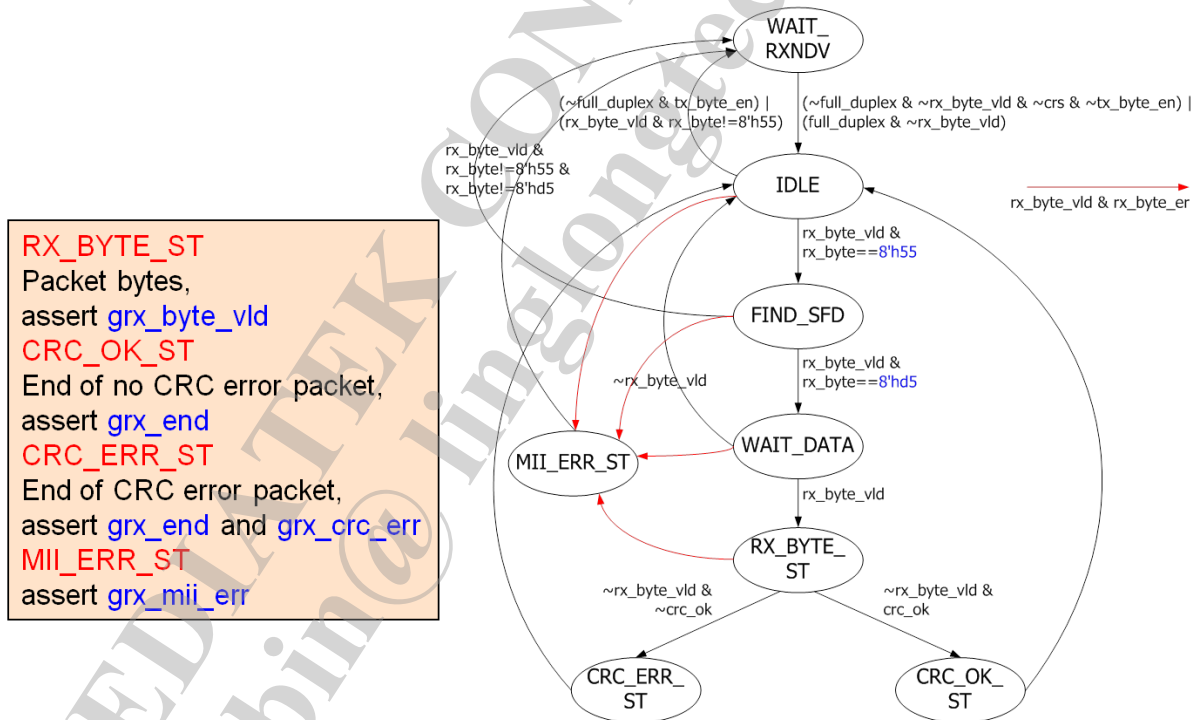 WAIT_
RXNDV
(~full_duplex & tx_byte_en) |
(rx_byte_vld & rx_byte!=8'h55)
(~full_duplex & ~rx_byte_vld & ~crs & ~tx_byte_en) |
(full_duplex & ~rx_byte_vld)
rx_byte_vld &
rx_byte!=8'h55 &
rx_byte!=8'hd5
IDLE
rx_byte_vld & rx_byte_er
rx_byte_vld &
rx_byte==8'h55
FIND_SFD
rx_byte_vld &
rx_byte==8'hd5
~rx_byte_vld
WAIT_DATA
MII_ERR_ST
rx_byte_vld
RX_BYTE_
ST
~rx_byte_vld &
~crc_ok
~rx_byte_vld &
crc_ok
CRC_ERR_
ST
CRC_OK_
ST
RX_BYTE_ST
Packet bytes,
assert grx_byte_vld
CRC_OK_ST
End of no CRC error packet,
assert grx_end
CRC_ERR_ST
End of CRC error packet,
assert grx_end and grx_crc_err
MII_ERR_ST
assert grx_mii_err